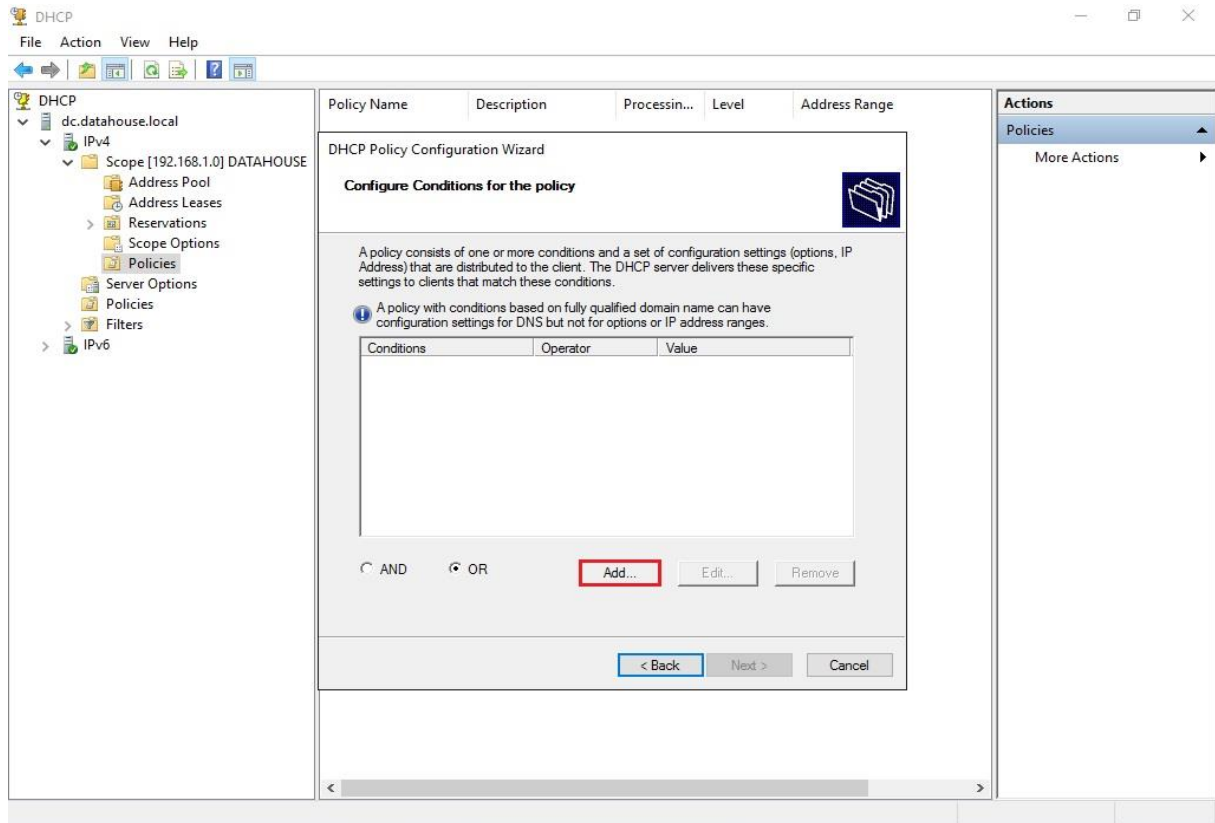 DHCP
File Action View Help
DHCP
dc.datahouse.local
IPv4
Scope [192.168.1.0] DATAHOUSE
Address Pool
Address Leases
Reservations
Scope Options
Policies
Server Options
Policies
Filters
IPv6
Policy Name Description Processin... Level Address Range
DHCP Policy Configuration Wizard
Configure Conditions for the policy
A policy consists of one or more conditions and a set of configuration settings (options, IP
Address) that are distributed to the client. The DHCP server delivers these specific
settings to clients that match these conditions.
A policy with conditions based on fully qualified domain name can have
configuration settings for DNS but not for options or IP address ranges.
Conditions Operator Value
AND OR Add... Edit... Remove
< Back Next > Cancel
Actions
Policies
More Actions